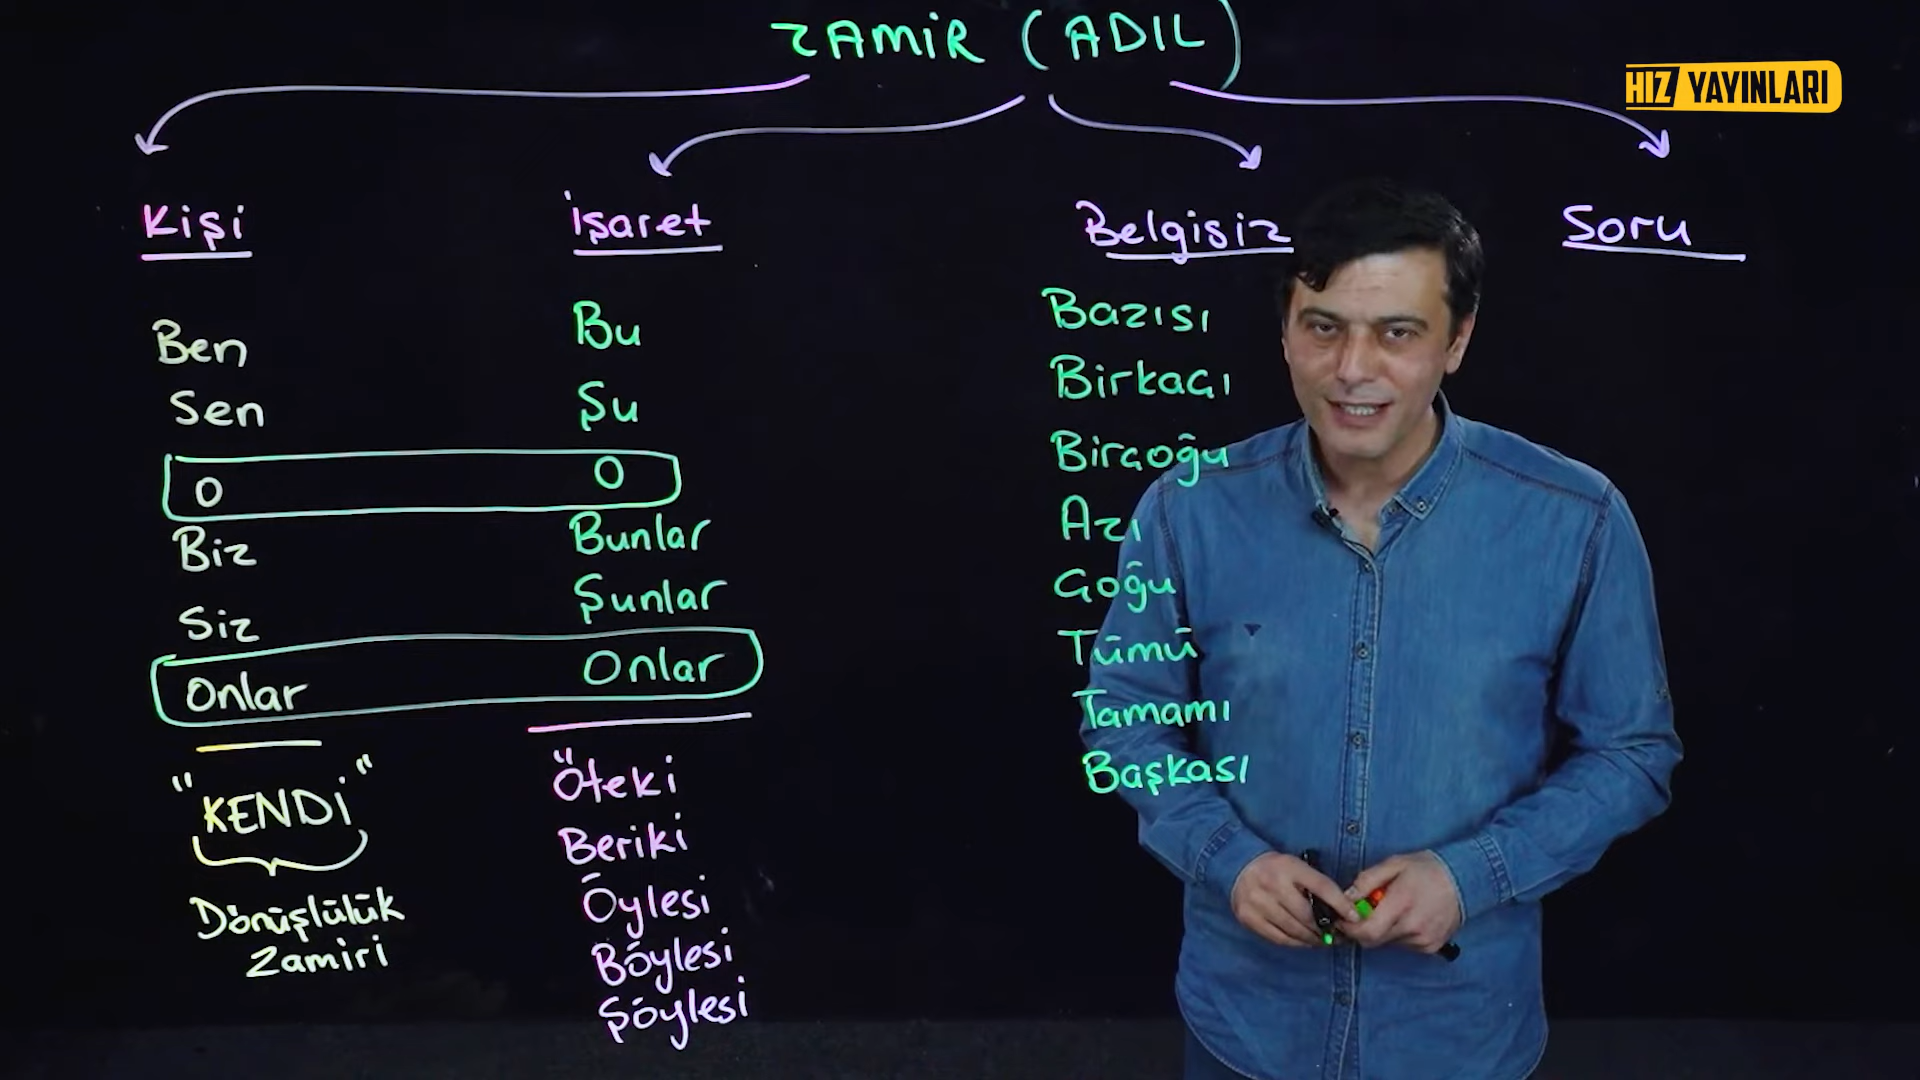 ZAMİR (ADIL)
HIZ YAYINLARI
Kişi
Ben
Sen
O
Biz
Siz
Onlar
"KENDİ"
Dönüşlülük
Zamiri
İşaret
Bu
Şu
O
Bunlar
Şunlar
Onlar
Öteki
Beriki
Öylesi
Böylesi
Şöylesi
Belgisiz
Bazısı
Birkaçı
Birçoğu
Azı
Çoğu
Tümü
Tamamı
Başkası
Soru